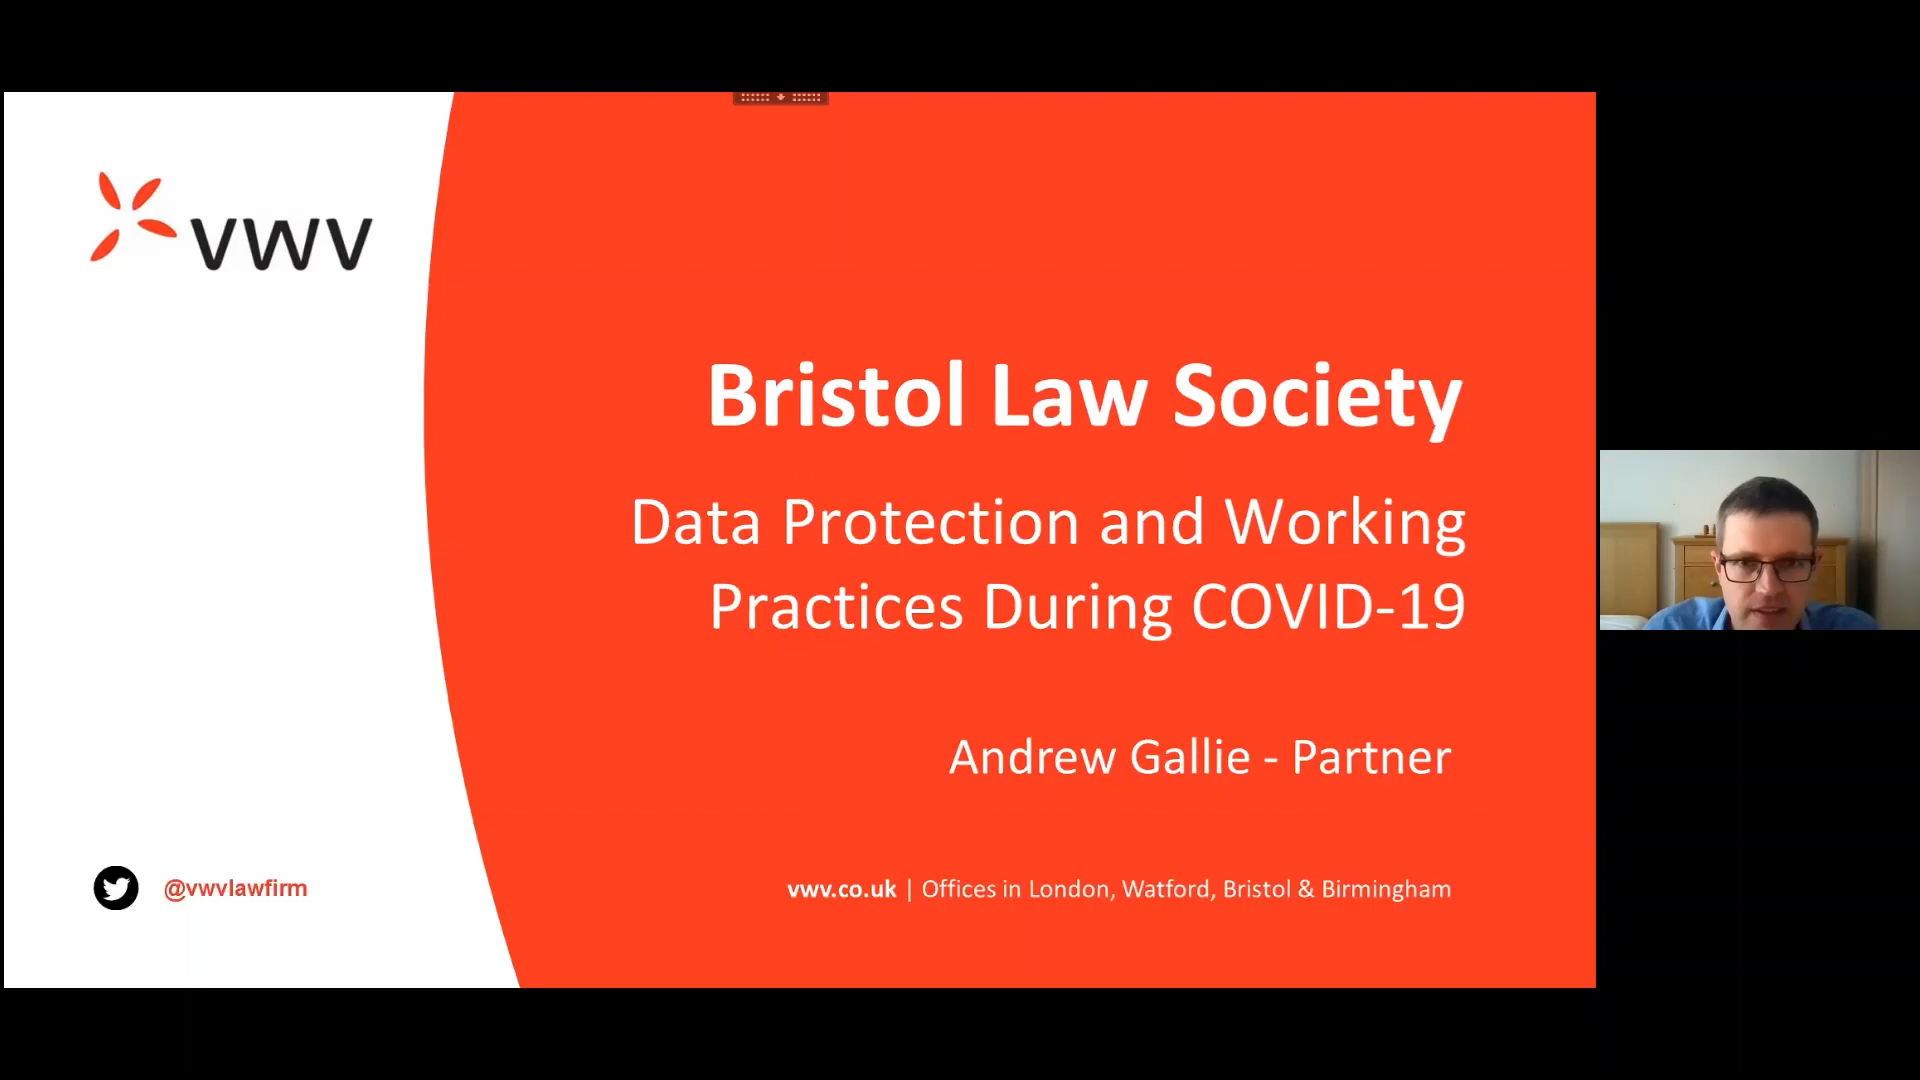 vwv
Bristol Law Society
Data Protection and Working
Practices During COVID-19
Andrew Gallie - Partner
@vwvlawfirm
vwv.co.uk | Offices in London, Watford, Bristol & Birmingham